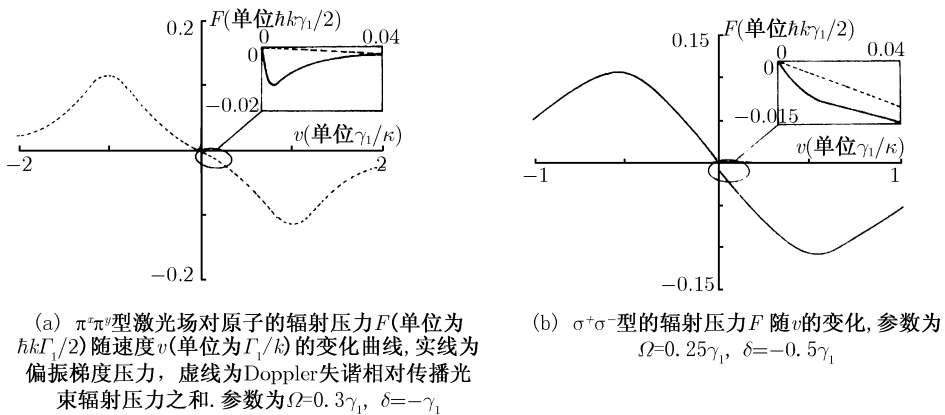 F(单位ħkγ₁/2)
0.2
0
0.04
0
−0.02
v(单位γ₁/κ)
−2
2
−0.2
(a) πˣπʸ型激光场对原子的辐射压力F(单位为
ħkΓ₁/2)随速度v(单位为Γ₁/k)的变化曲线,实线为
偏振梯度压力，虚线为Doppler失谐相对传播光
束辐射压力之和.参数为Ω=0.3γ₁, δ=−γ₁
F(单位ħkγ₁/2)
0.15
0
0.04
0
−0.015
v(单位γ₁/κ)
−1
1
−0.15
(b) σ⁺σ⁻型的辐射压力F 随v的变化,参数为
Ω=0.25γ₁, δ=−0.5γ₁